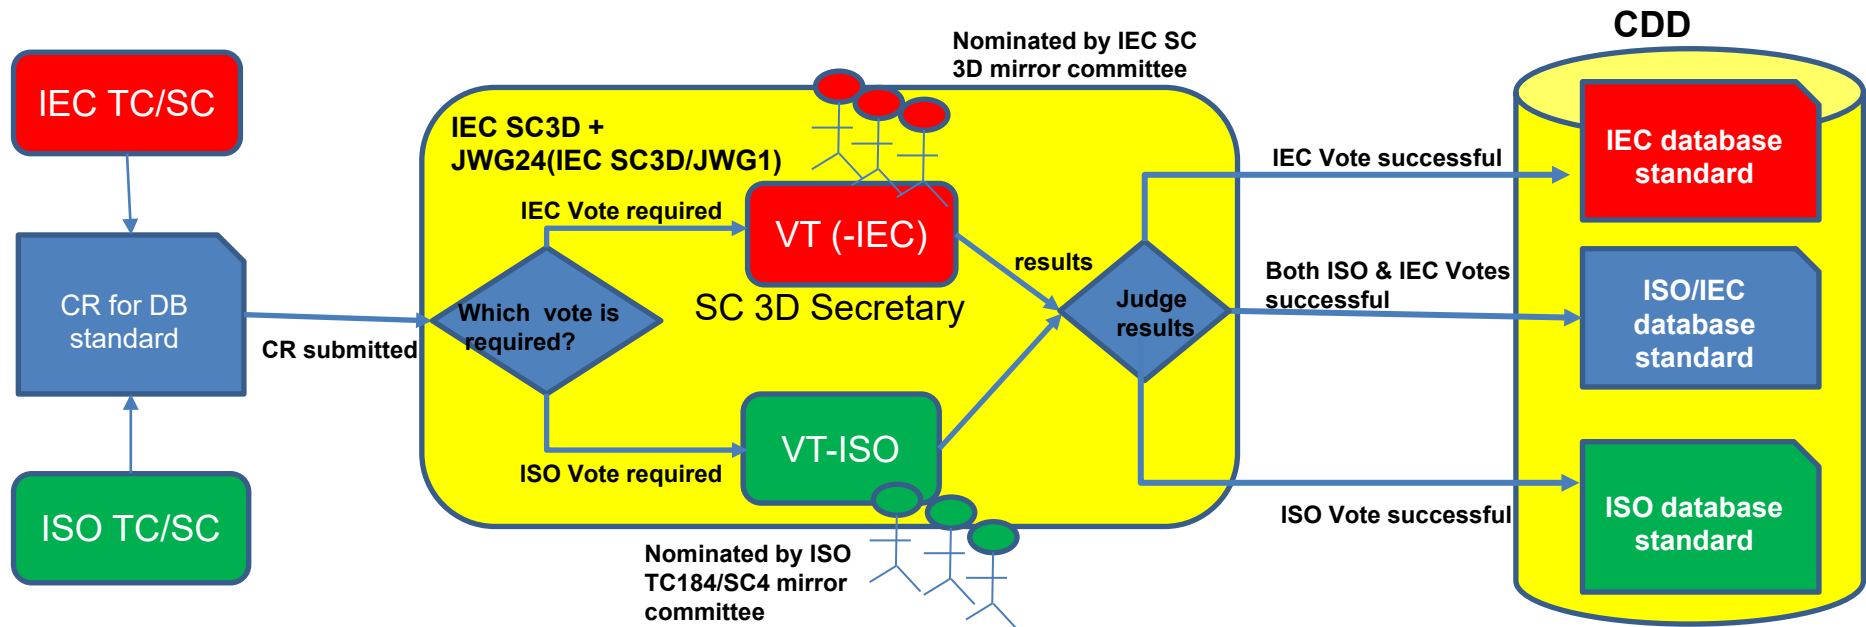 CDD
Nominated by IEC SC
3D mirror committee
IEC TC/SC
IEC SC3D +
JWG24(IEC SC3D/JWG1)
IEC Vote required
VT (-IEC)
SC 3D Secretary
CR for DB
standard
CR submitted
Which  vote is
required?
results
Judge
results
IEC Vote successful
IEC database
standard
Both ISO & IEC Votes
successful
ISO/IEC
database
standard
ISO TC/SC
ISO Vote required
VT-ISO
Nominated by ISO
TC184/SC4 mirror
committee
ISO Vote successful
ISO database
standard